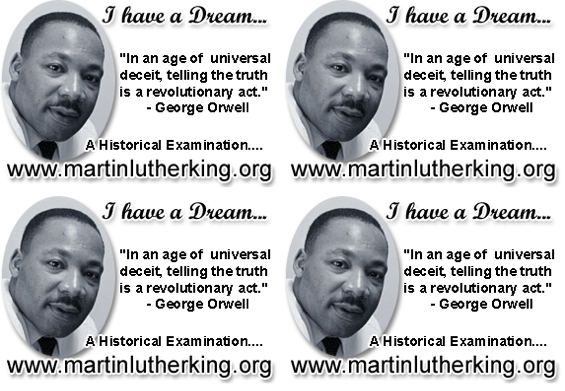 I have a Dream...
"In an age of universal
deceit, telling the truth
is a revolutionary act."
- George Orwell
A Historical Examination....
www.martinlutherking.org
I have a Dream...
"In an age of universal
deceit, telling the truth
is a revolutionary act."
- George Orwell
A Historical Examination....
www.martinlutherking.org
I have a Dream...
"In an age of universal
deceit, telling the truth
is a revolutionary act."
- George Orwell
A Historical Examination....
www.martinlutherking.org
I have a Dream...
"In an age of universal
deceit, telling the truth
is a revolutionary act."
- George Orwell
A Historical Examination....
www.martinlutherking.org